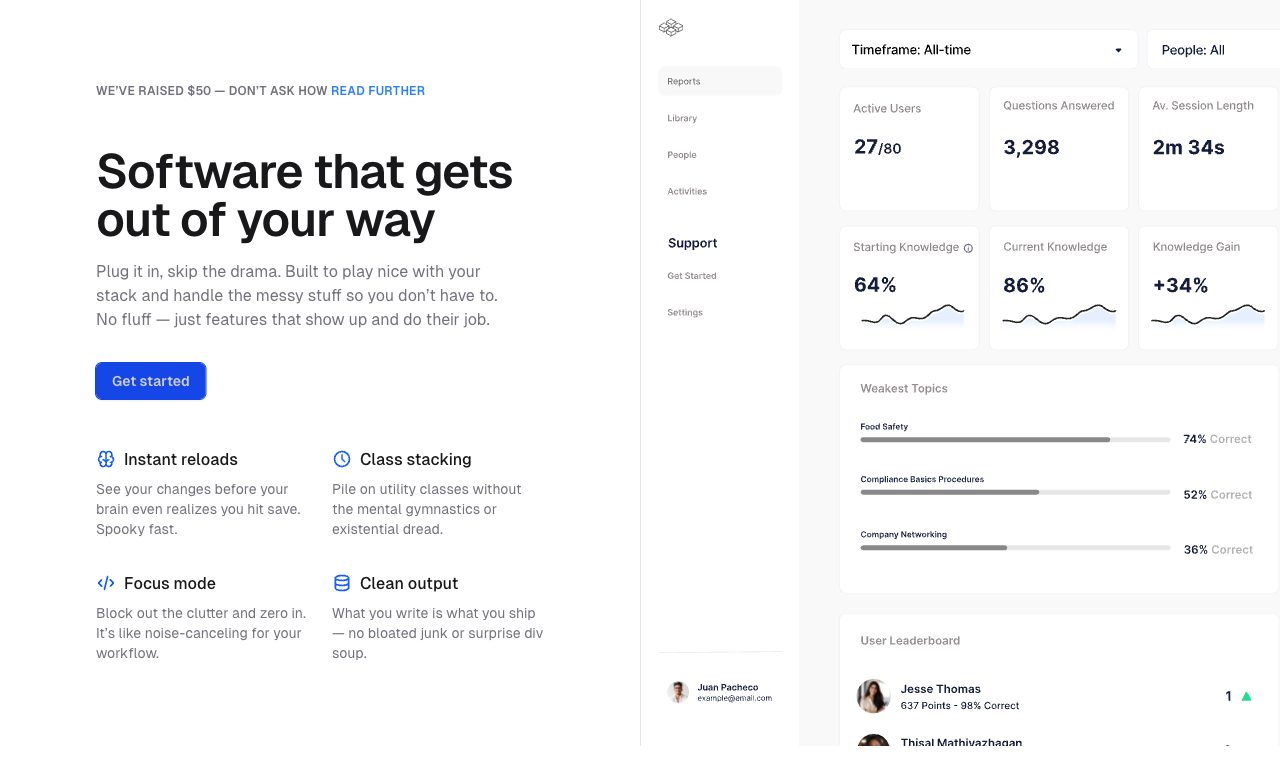 WE'VE RAISED $50 — DON'T ASK HOW READ FURTHER
Software that gets
out of your way
Plug it in, skip the drama. Built to play nice with your
stack and handle the messy stuff so you don't have to.
No fluff — just features that show up and do their job.
Get started
Instant reloads
See your changes before your
brain even realizes you hit save.
Spooky fast.
Class stacking
Pile on utility classes without
the mental gymnastics or
existential dread.
Focus mode
Block out the clutter and zero in.
It's like noise-canceling for your
workflow.
Clean output
What you write is what you ship
— no bloated junk or surprise div
soup.
Reports
Library
People
Activities
Support
Get Started
Settings
Juan Pacheco
example@email.com
Timeframe: All-time
People: All
Active Users
27/80
Questions Answered
3,298
Av. Session Length
2m 34s
Starting Knowledge
64%
Current Knowledge
86%
Knowledge Gain
+34%
Weakest Topics
Food Safety
74% Correct
Compliance Basics Procedures
52% Correct
Company Networking
36% Correct
User Leaderboard
Jesse Thomas
637 Points - 98% Correct
1
Thisal Mathiyazhagan